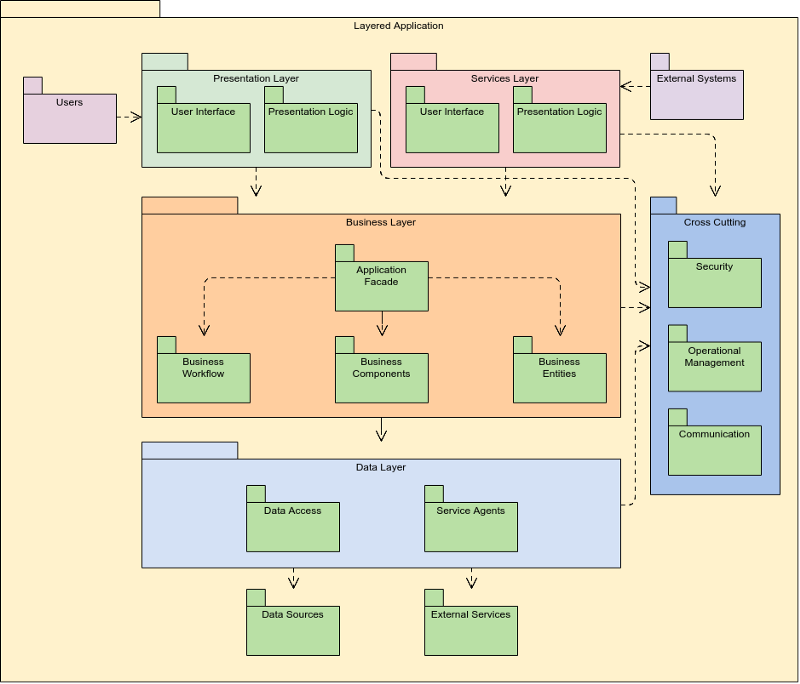 Layered Application
Presentation Layer
Services Layer
External Systems
Users
User Interface
Presentation Logic
User Interface
Presentation Logic
Business Layer
Cross Cutting
Application
Facade
Security
Business
Workflow
Business
Components
Business
Entities
Operational
Management
Communication
Data Layer
Data Access
Service Agents
Data Sources
External Services